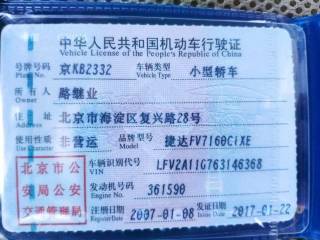 中华人民共和国机动车行驶证
Vehicle License of the People's Republic of China
号牌号码 京KB2332 车辆类型 小型轿车
Plate No. Vehicle Type
所有人 路继业
Owner
住址 北京市海淀区复兴路28号
Address
使用性质 非营运 品牌型号 捷达FV7160CiXE
Use Character Model
北京市公安局公安交通管理局
车辆识别代号 LFV2A11G763146368
VIN
发动机号码 361590
Engine No.
注册日期 2007-01-08 发证日期 2017-01-22
Register Date Issue Date